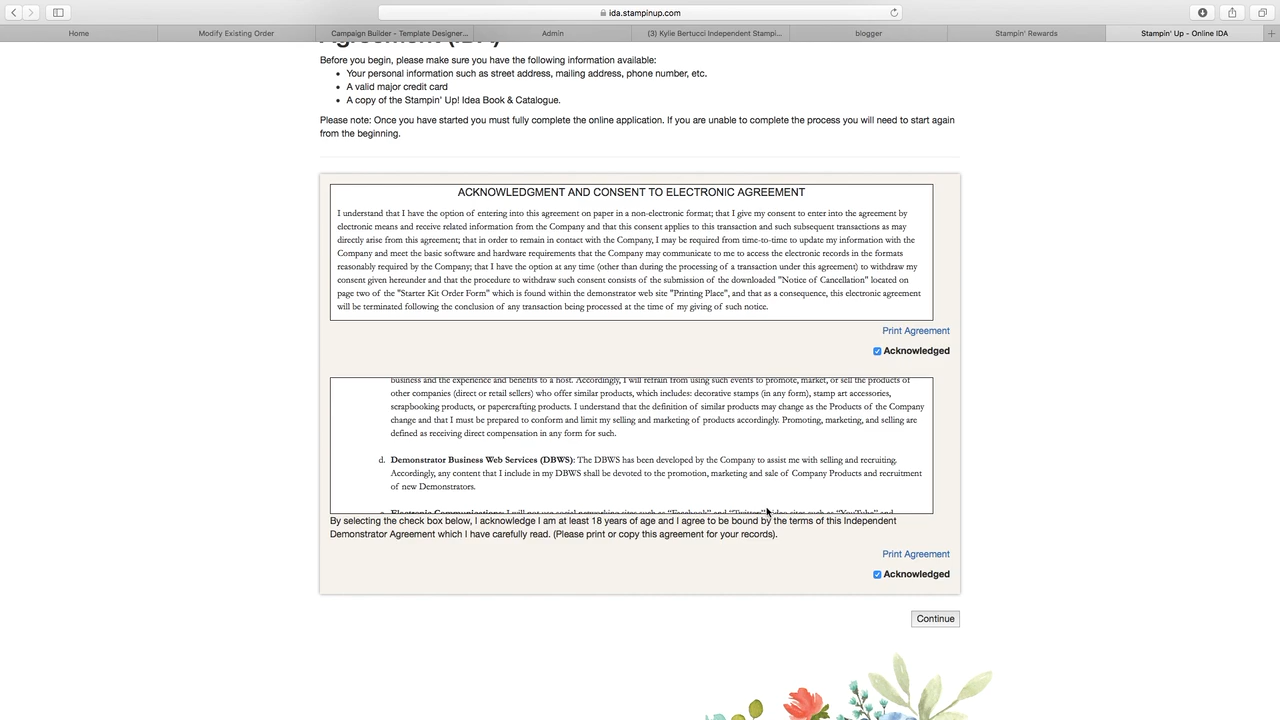 ida.stampinup.com
Home
Modify Existing Order
Campaign Builder - Template Designer...
Admin
(3) Kylie Bertucci Independent Stampi...
blogger
Stampin' Rewards
Stampin' Up - Online IDA
Agreement (IDA)
Before you begin, please make sure you have the following information available:
• Your personal information such as street address, mailing address, phone number, etc.
• A valid major credit card
• A copy of the Stampin' Up! Idea Book & Catalogue.
Please note: Once you have started you must fully complete the online application. If you are unable to complete the process you will need to start again
from the beginning.
ACKNOWLEDGMENT AND CONSENT TO ELECTRONIC AGREEMENT
I understand that I have the option of entering into this agreement on paper in a non-electronic format; that I give my consent to enter into the agreement by
electronic means and receive related information from the Company and that this consent applies to this transaction and such subsequent transactions as may
directly arise from this agreement; that in order to remain in contact with the Company, I may be required from time-to-time to update my information with the
Company and meet the basic software and hardware requirements that the Company may communicate to me to access the electronic records in the formats
reasonably required by the Company; that I have the option at any time (other than during the processing of a transaction under this agreement) to withdraw my
consent given hereunder and that the procedure to withdraw such consent consists of the submission of the downloaded "Notice of Cancellation" located on
page two of the "Starter Kit Order Form" which is found within the demonstrator web site "Printing Place", and that as a consequence, this electronic agreement
will be terminated following the conclusion of any transaction being processed at the time of my giving of such notice.
Print Agreement
Acknowledged
business and the experience and benefits to a host. Accordingly, I will refrain from using such events to promote, market, or sell the products of
other companies (direct or retail sellers) who offer similar products, which includes: decorative stamps (in any form), stamp art accessories,
scrapbooking products, or papercrafting products. I understand that the definition of similar products may change as the Products of the Company
change and that I must be prepared to conform and limit my selling and marketing of products accordingly. Promoting, marketing, and selling are
defined as receiving direct compensation in any form for such.
d. Demonstrator Business Web Services (DBWS): The DBWS has been developed by the Company to assist me with selling and recruiting.
Accordingly, any content that I include in my DBWS shall be devoted to the promotion, marketing and sale of Company Products and recruitment
of new Demonstrators.
e. Electronic Communications: I will not use social networking sites such as "Facebook" and "Twitter" video sites such as "YouTube" and
By selecting the check box below, I acknowledge I am at least 18 years of age and I agree to be bound by the terms of this Independent
Demonstrator Agreement which I have carefully read. (Please print or copy this agreement for your records).
Print Agreement
Acknowledged
Continue